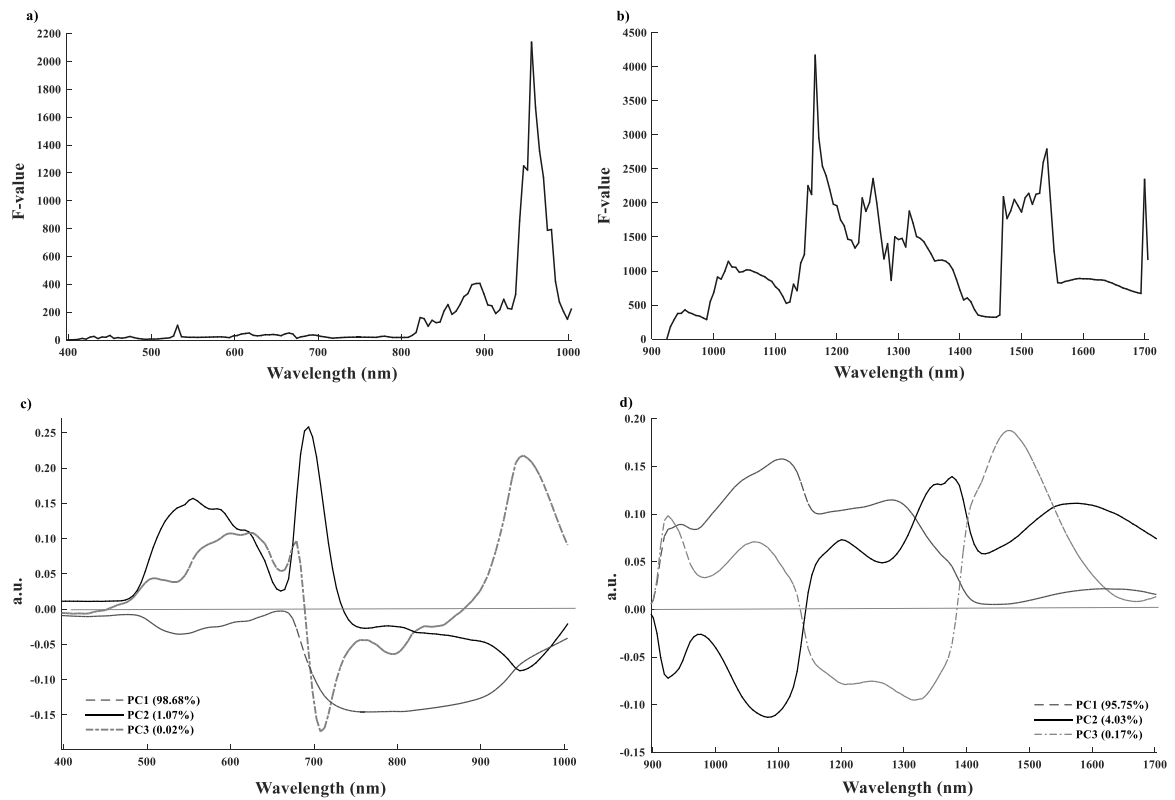 a)
2200
2000
1800
1600
1400
1200
1000
800
600
400
200
0
F-value
400 500 600 700 800 900 1000
Wavelength (nm)
b)
4500
4000
3500
3000
2500
2000
1500
1000
500
0
F-value
900 1000 1100 1200 1300 1400 1500 1600 1700
Wavelength (nm)
c)
0.25
0.20
0.15
0.10
0.05
0.00
-0.05
-0.10
-0.15
a.u.
PC1 (98.68%)
PC2 (1.07%)
PC3 (0.02%)
400 500 600 700 800 900 1000
Wavelength (nm)
d)
0.20
0.15
0.10
0.05
0.00
-0.05
-0.10
-0.15
a.u.
PC1 (95.75%)
PC2 (4.03%)
PC3 (0.17%)
900 1000 1100 1200 1300 1400 1500 1600 1700
Wavelength (nm)